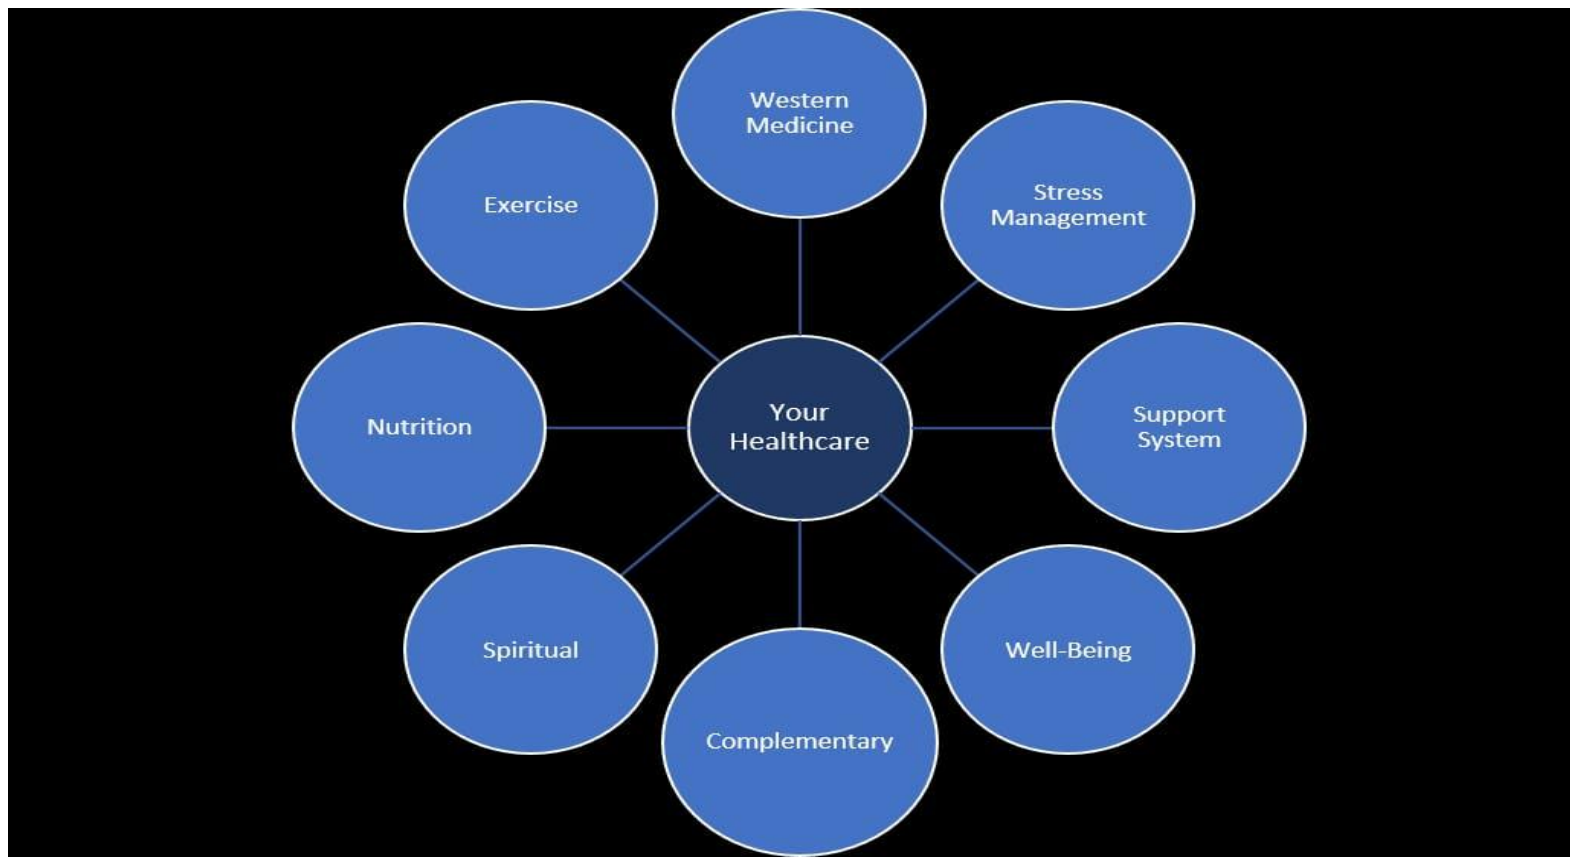 Western
Medicine
Stress
Management
Exercise
Support
System
Your
Healthcare
Nutrition
Well-Being
Spiritual
Complementary